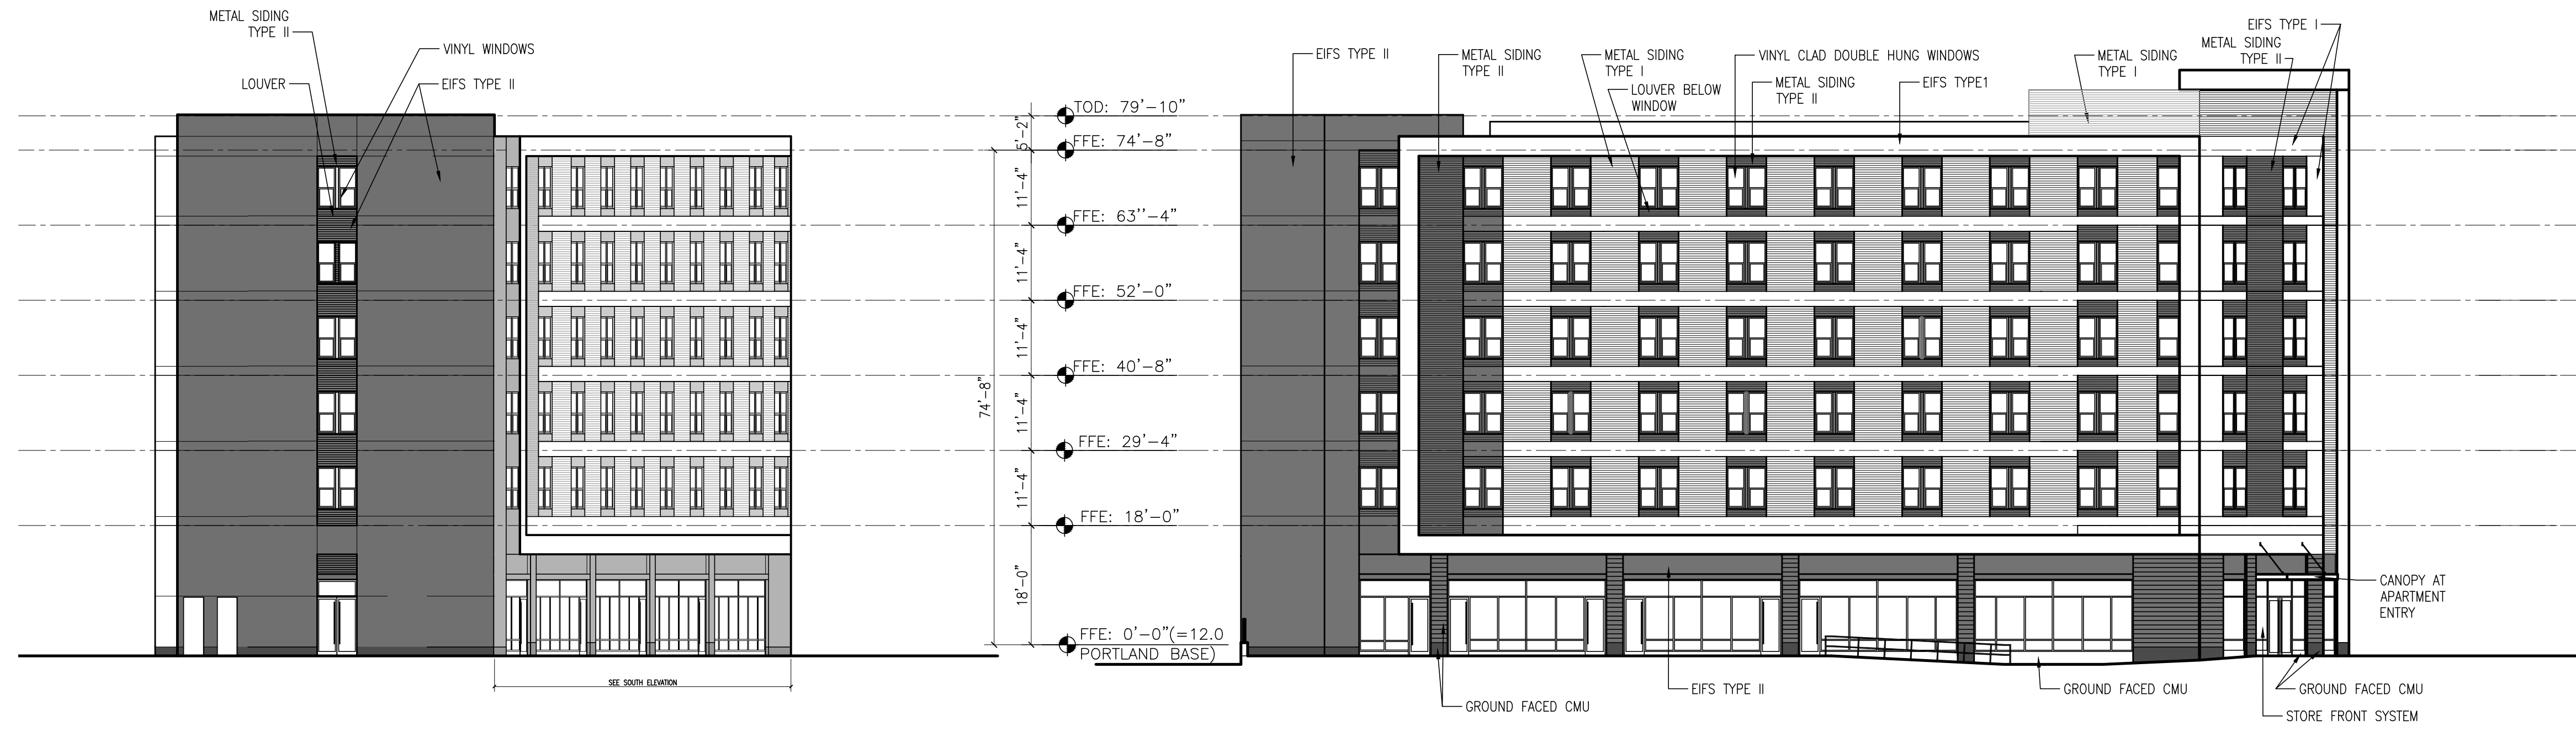 METAL SIDING
TYPE II
VINYL WINDOWS
LOUVER
EIFS TYPE II
SEE SOUTH ELEVATION
TOD: 79'-10"
5'-2"
FFE: 74'-8"
11'-4"
FFE: 63''-4"
11'-4"
FFE: 52'-0"
11'-4"
FFE: 40'-8"
74'-8"
11'-4"
FFE: 29'-4"
11'-4"
FFE: 18'-0"
18'-0"
FFE: 0'-0"(=12.0
PORTLAND BASE)
EIFS TYPE II
METAL SIDING
TYPE II
METAL SIDING
TYPE I
LOUVER BELOW
WINDOW
VINYL CLAD DOUBLE HUNG WINDOWS
METAL SIDING
TYPE II
EIFS TYPE1
METAL SIDING
TYPE I
EIFS TYPE I
METAL SIDING
TYPE II
CANOPY AT
APARTMENT
ENTRY
GROUND FACED CMU
EIFS TYPE II
GROUND FACED CMU
GROUND FACED CMU
STORE FRONT SYSTEM